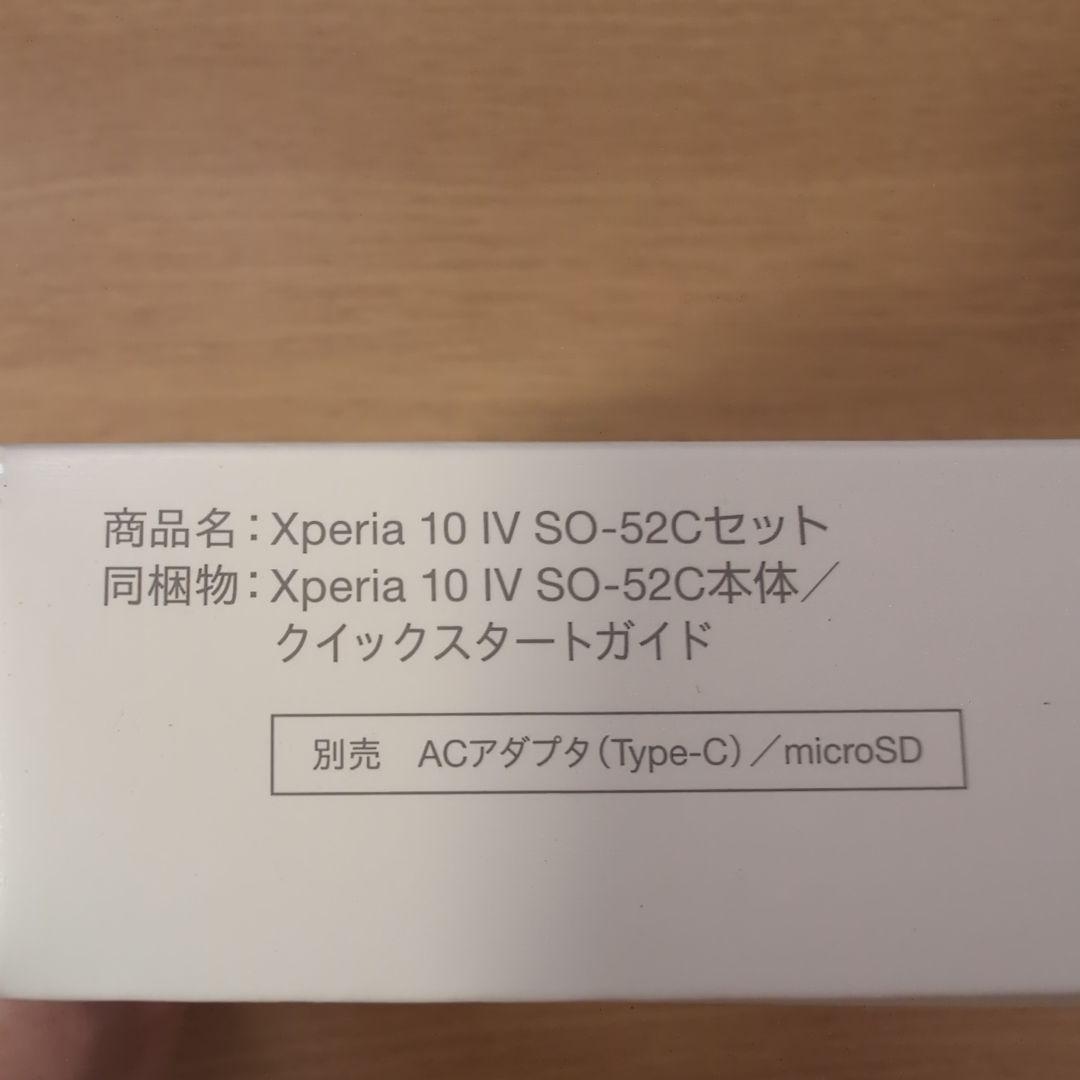 商品名：Xperia 10 IV SO-52Cセット
同梱物：Xperia 10 IV SO-52C本体／
クイックスタートガイド
別売　ACアダプタ（Type-C）／microSD